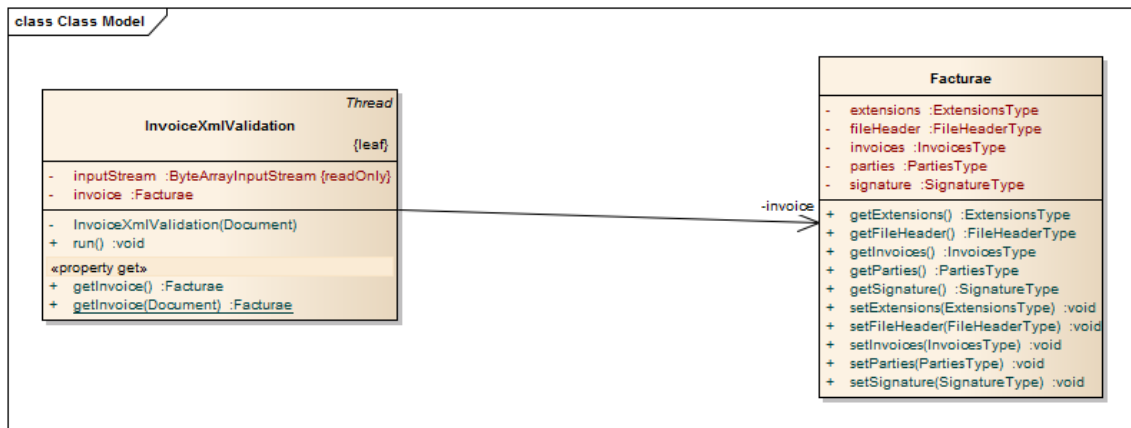 class Class Model
Thread
InvoiceXmlValidation
{leaf}
- inputStream :ByteArrayInputStream {readOnly}
- invoice :Facturae
- InvoiceXmlValidation(Document)
+ run() :void
«property get»
+ getInvoice() :Facturae
+ getInvoice(Document) :Facturae
-invoice
Facturae
- extensions :ExtensionsType
- fileHeader :FileHeaderType
- invoices :InvoicesType
- parties :PartiesType
- signature :SignatureType
+ getExtensions() :ExtensionsType
+ getFileHeader() :FileHeaderType
+ getInvoices() :InvoicesType
+ getParties() :PartiesType
+ getSignature() :SignatureType
+ setExtensions(ExtensionsType) :void
+ setFileHeader(FileHeaderType) :void
+ setInvoices(InvoicesType) :void
+ setParties(PartiesType) :void
+ setSignature(SignatureType) :void